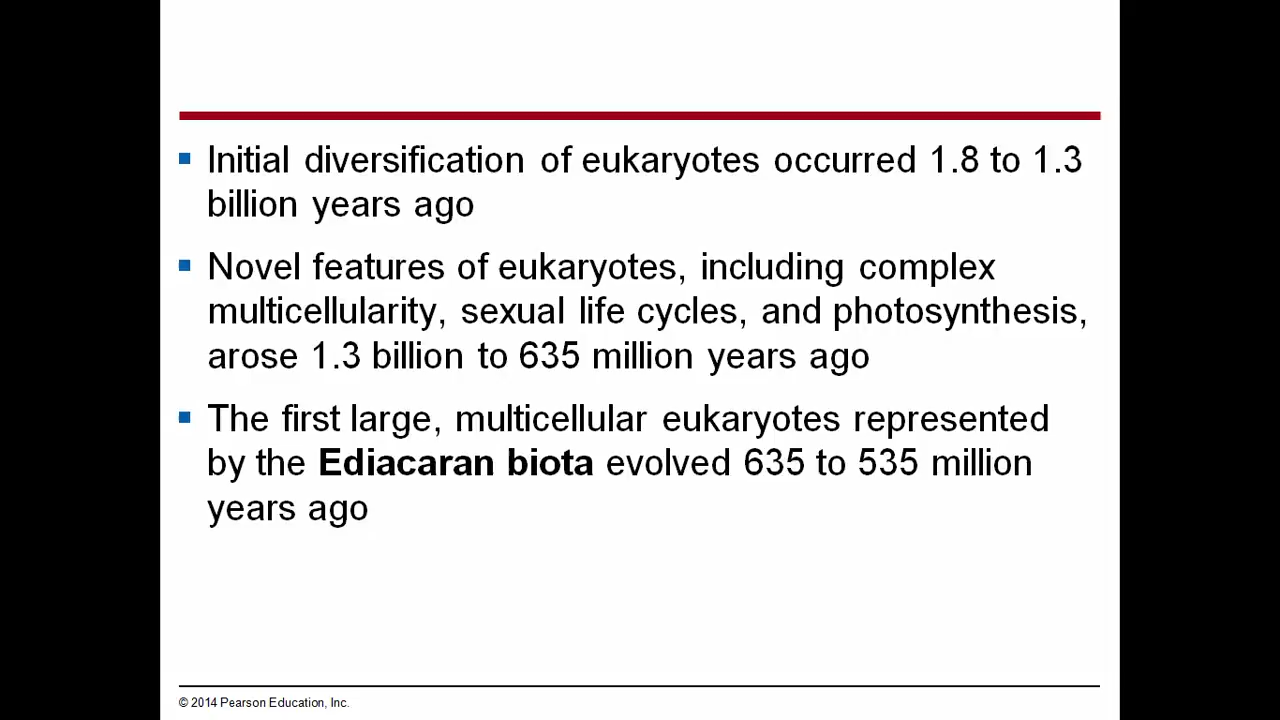 Initial diversification of eukaryotes occurred 1.8 to 1.3
billion years ago
Novel features of eukaryotes, including complex
multicellularity, sexual life cycles, and photosynthesis,
arose 1.3 billion to 635 million years ago
The first large, multicellular eukaryotes represented
by the Ediacaran biota evolved 635 to 535 million
years ago
© 2014 Pearson Education, Inc.